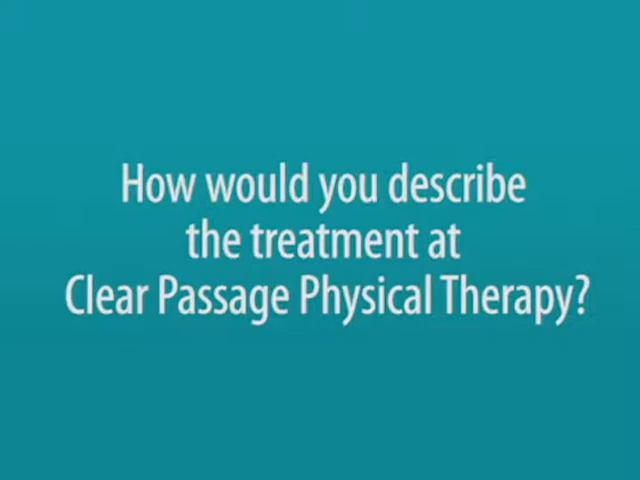 How would you describe
the treatment at
Clear Passage Physical Therapy?